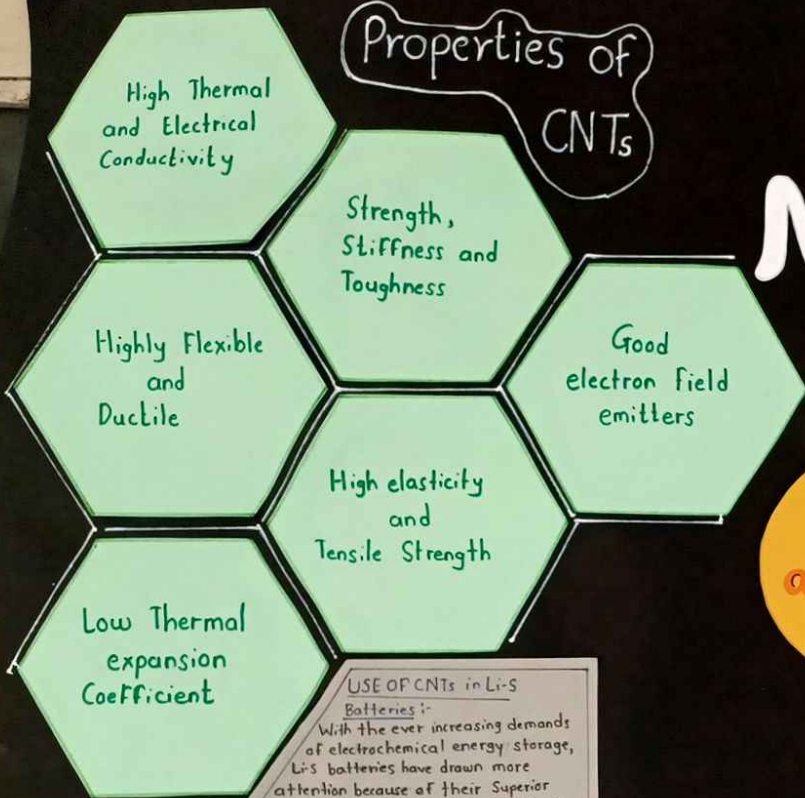 Properties of
CNTs
High Thermal
and Electrical
Conductivity
Strength,
Stiffness and
Toughness
Highly Flexible
and
Ductile
Good
electron field
emitters
High elasticity
and
Tensile Strength
Low Thermal
expansion
Coefficient
USE OF CNTs in Li-S
Batteries :-
With the ever increasing demands
of electrochemical energy storage,
Li-S batteries have drawn more
attention because of their Superior